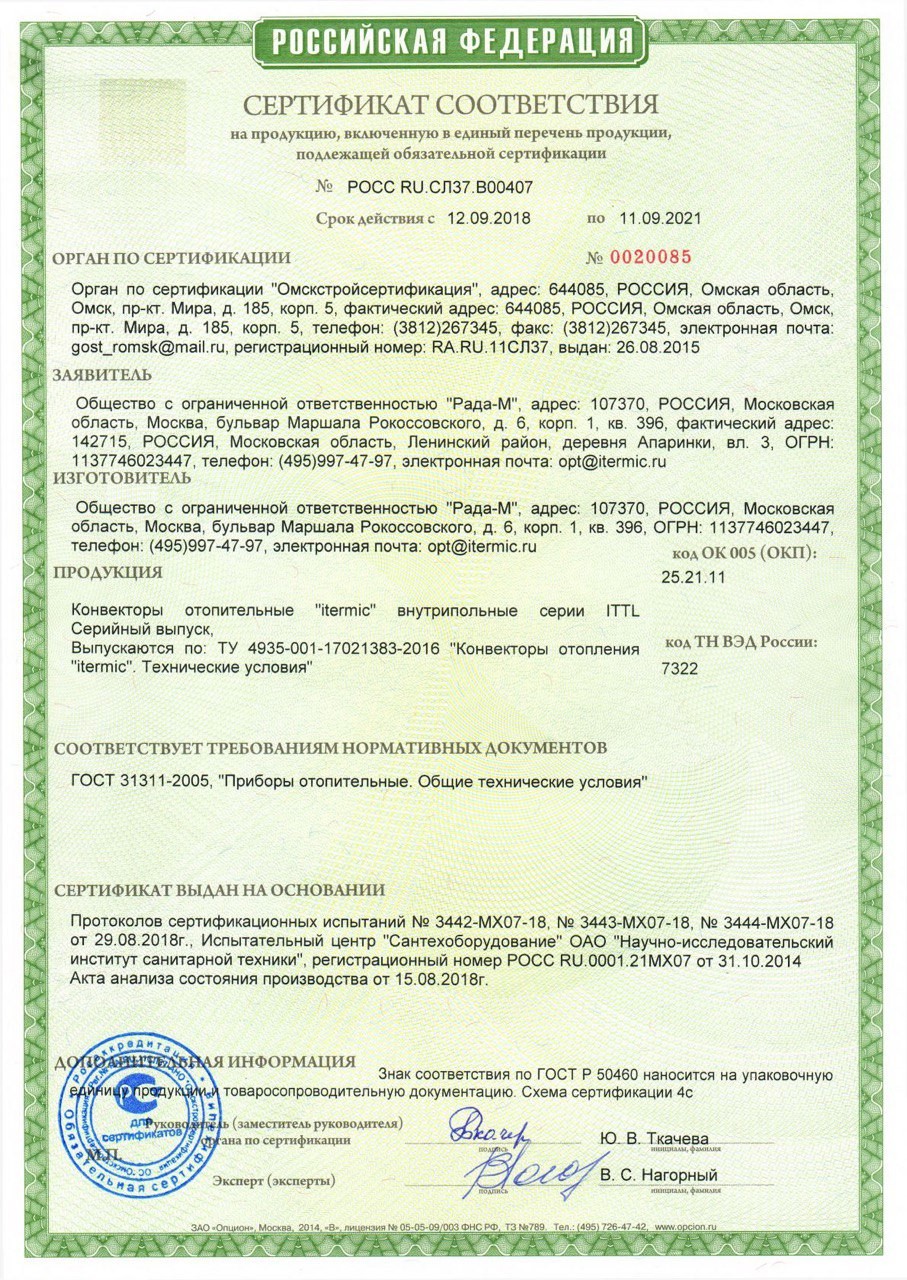 РОССИЙСКАЯ ФЕДЕРАЦИЯ
СЕРТИФИКАТ СООТВЕТСТВИЯ
на продукцию, включенную в единый перечень продукции,
подлежащей обязательной сертификации
№ РОСС RU.СЛ37.В00407
Срок действия с 12.09.2018 по 11.09.2021
ОРГАН ПО СЕРТИФИКАЦИИ № 0020085
Орган по сертификации "Омскстройсертификация", адрес: 644085, РОССИЯ, Омская область,
Омск, пр-кт. Мира, д. 185, корп. 5, фактический адрес: 644085, РОССИЯ, Омская область, Омск,
пр-кт. Мира, д. 185, корп. 5, телефон: (3812)267345, факс: (3812)267345, электронная почта:
gost_romsk@mail.ru, регистрационный номер: RA.RU.11СЛ37, выдан: 26.08.2015
ЗАЯВИТЕЛЬ
Общество с ограниченной ответственностью "Рада-М", адрес: 107370, РОССИЯ, Московская
область, Москва, бульвар Маршала Рокоссовского, д. 6, корп. 1, кв. 396, фактический адрес:
142715, РОССИЯ, Московская область, Ленинский район, деревня Апаринки, вл. 3, ОГРН:
1137746023447, телефон: (495)997-47-97, электронная почта: opt@itermic.ru
ИЗГОТОВИТЕЛЬ
Общество с ограниченной ответственностью "Рада-М", адрес: 107370, РОССИЯ, Московская
область, Москва, бульвар Маршала Рокоссовского, д. 6, корп. 1, кв. 396, ОГРН: 1137746023447,
телефон: (495)997-47-97, электронная почта: opt@itermic.ru
код ОК 005 (ОКП):
ПРОДУКЦИЯ
25.21.11
Конвекторы отопительные "itermic" внутрипольные серии ITTL
Серийный выпуск,
Выпускаются по: ТУ 4935-001-17021383-2016 "Конвекторы отопления
"itermic". Технические условия"
код ТН ВЭД России:
7322
СООТВЕТСТВУЕТ ТРЕБОВАНИЯМ НОРМАТИВНЫХ ДОКУМЕНТОВ
ГОСТ 31311-2005, "Приборы отопительные. Общие технические условия"
СЕРТИФИКАТ ВЫДАН НА ОСНОВАНИИ
Протоколов сертификационных испытаний № 3442-МХ07-18, № 3443-МХ07-18, № 3444-МХ07-18
от 29.08.2018г., Испытательный центр "Сантехоборудование" ОАО "Научно-исследовательский
институт санитарной техники", регистрационный номер РОСС RU.0001.21МХ07 от 31.10.2014
Акта анализа состояния производства от 15.08.2018г.
ДОПОЛНИТЕЛЬНАЯ ИНФОРМАЦИЯ
Знак соответствия по ГОСТ Р 50460 наносится на упаковочную
единицу продукции и товаросопроводительную документацию. Схема сертификации 4с
Руководитель (заместитель руководителя)
органа по сертификации
Ю. В. Ткачева
подпись
инициалы, фамилия
М.П.
Эксперт (эксперты)
В. С. Нагорный
подпись
инициалы, фамилия
для
сертификатов
ЗАО «Опцион», Москва, 2014, «В», лицензия № 05-05-09/003 ФНС РФ, ТЗ №789. Тел.: (495) 726-47-42, www.opcion.ru